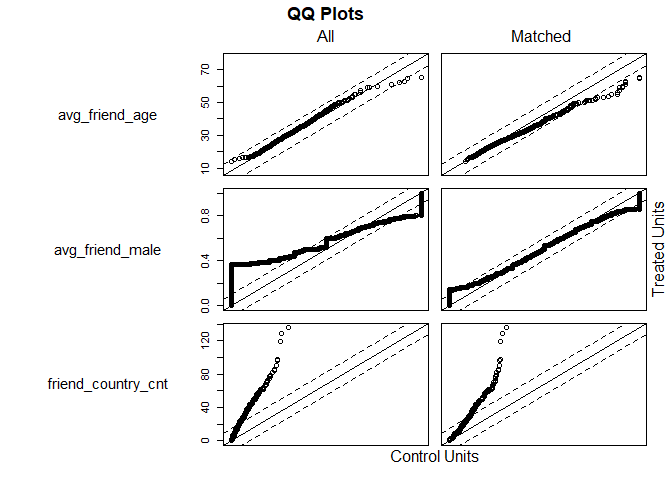 QQ Plots
All Matched
avg_friend_age
10 30 50 70
avg_friend_male
0.0 0.4 0.8
friend_country_cnt
0 40 80 120
Treated Units
Control Units